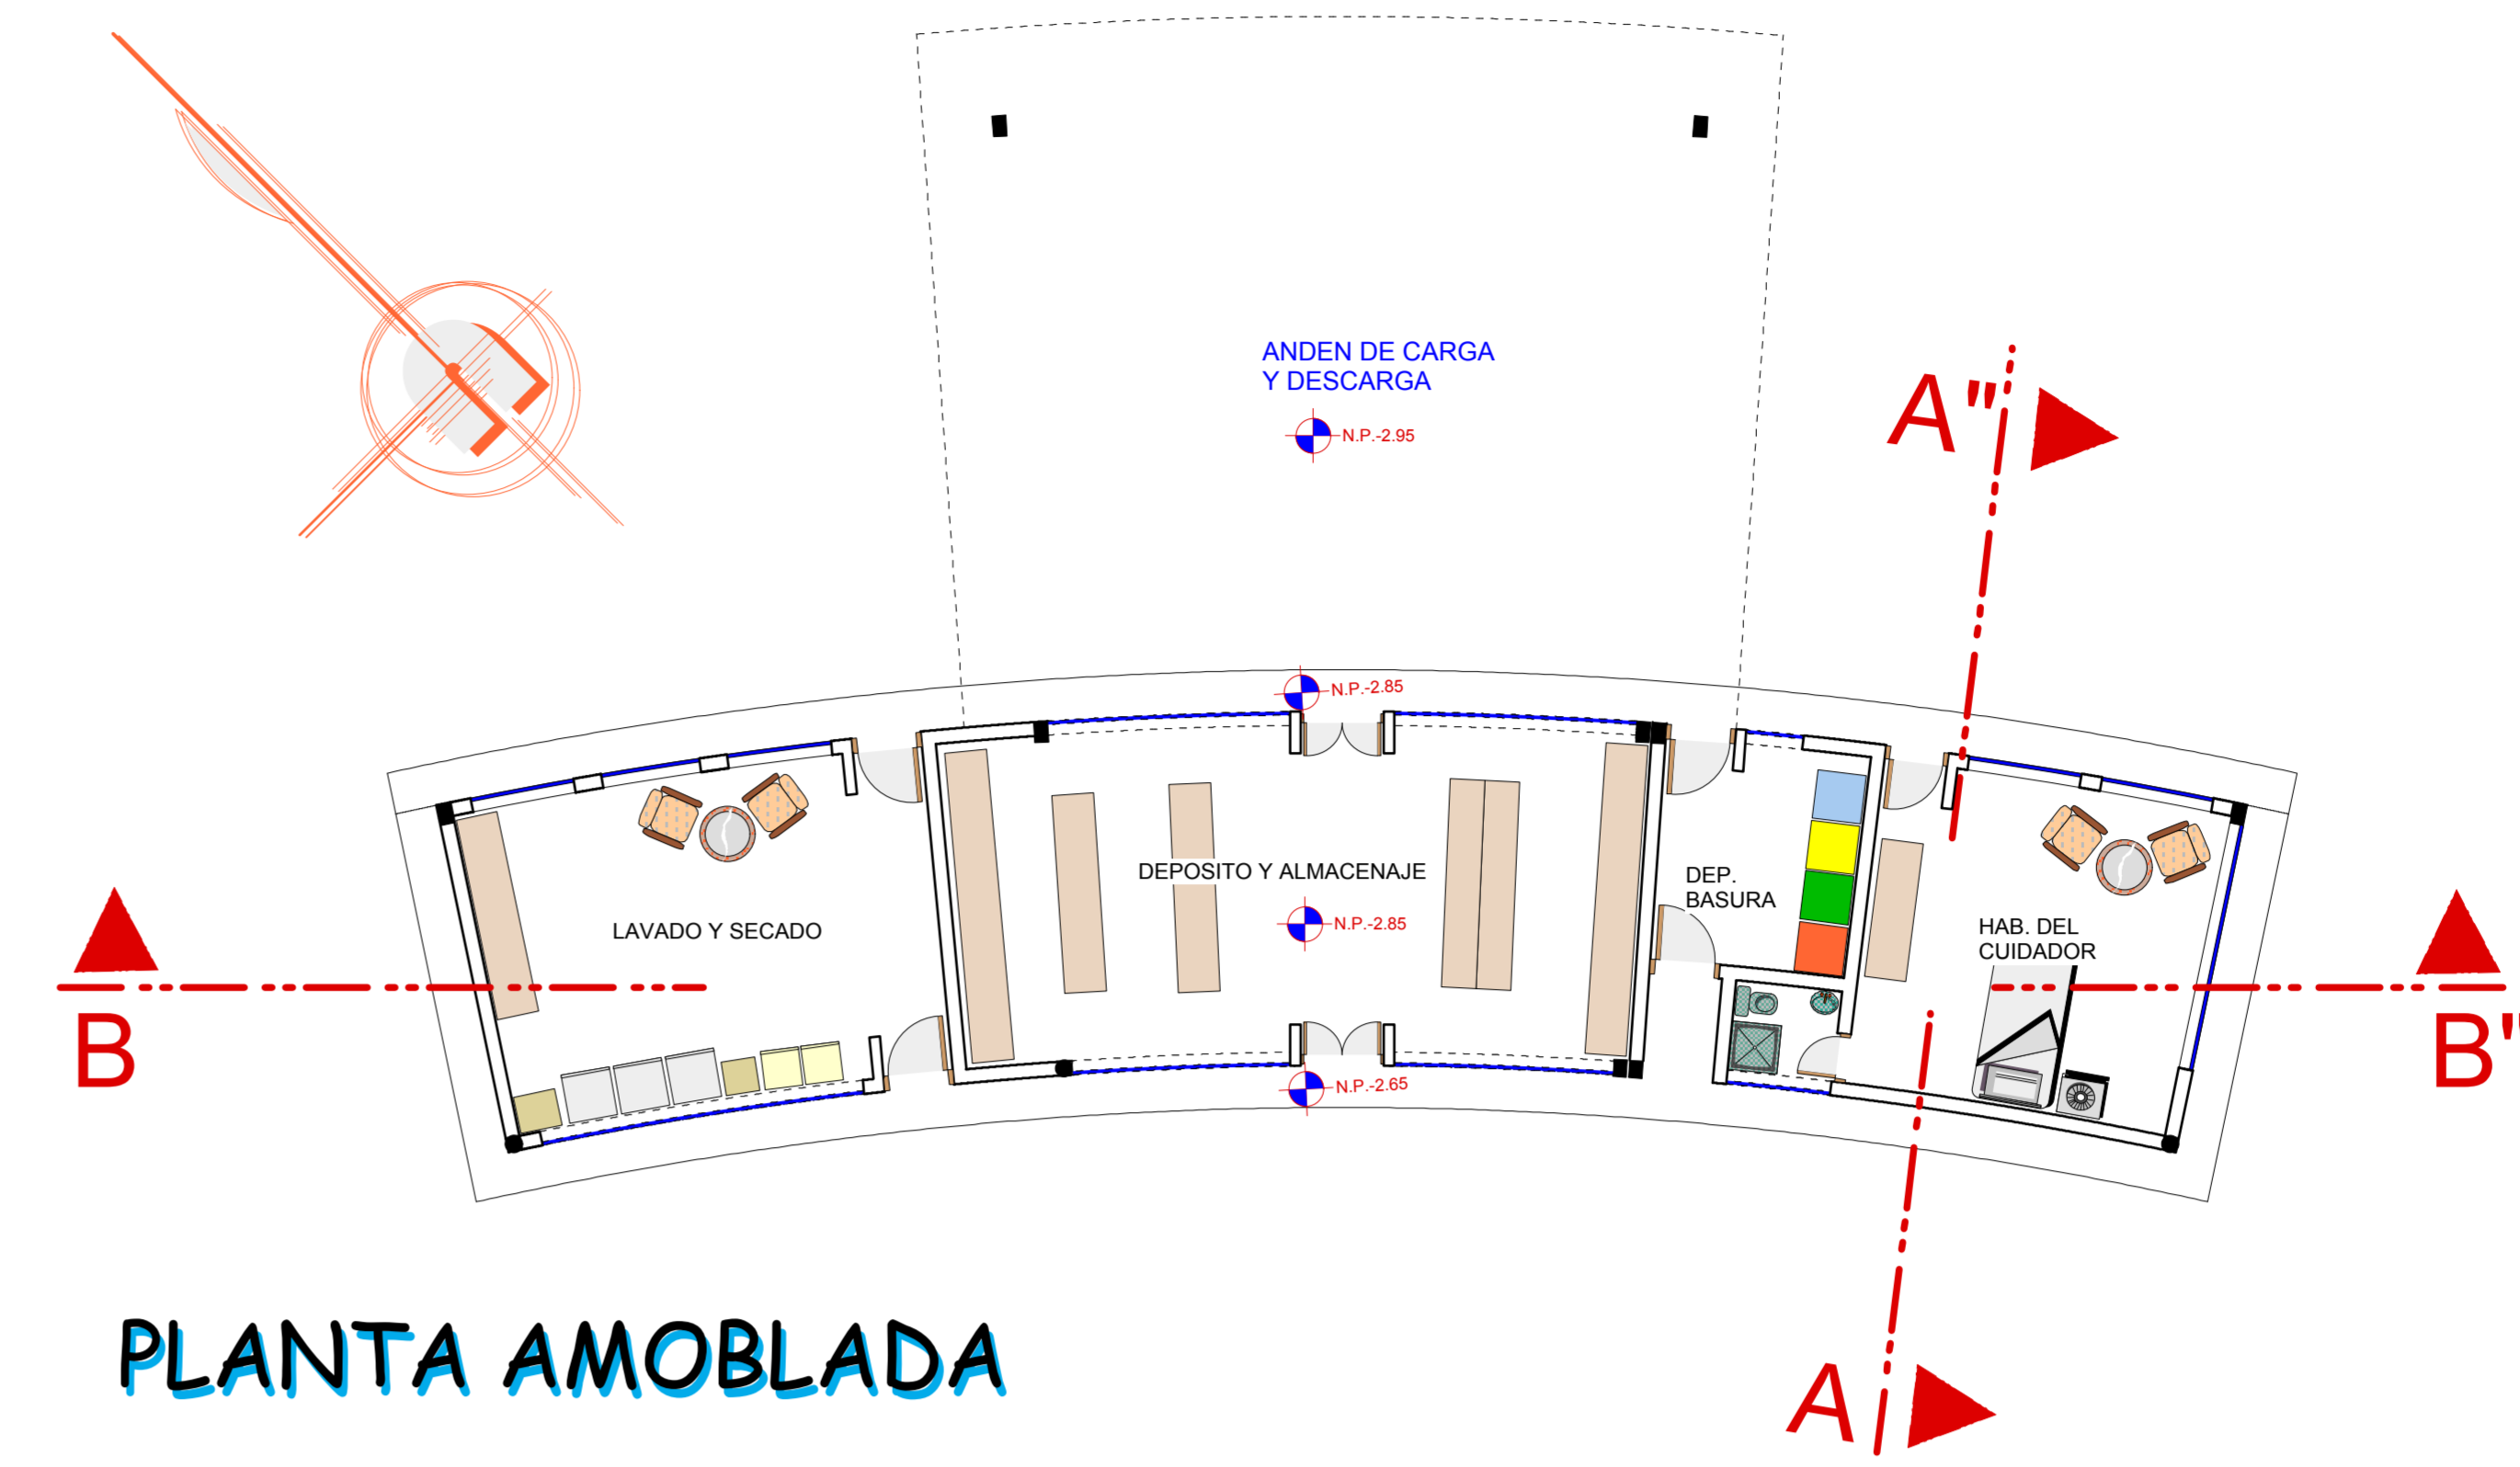 ANDEN DE CARGA
Y DESCARGA
N.P.-2.95
A"
N.P.-2.85
DEPOSITO Y ALMACENAJE
N.P.-2.85
DEP.
BASURA
LAVADO Y SECADO
HAB. DEL
CUIDADOR
B
B"
N.P.-2.65
PLANTA AMOBLADA
A